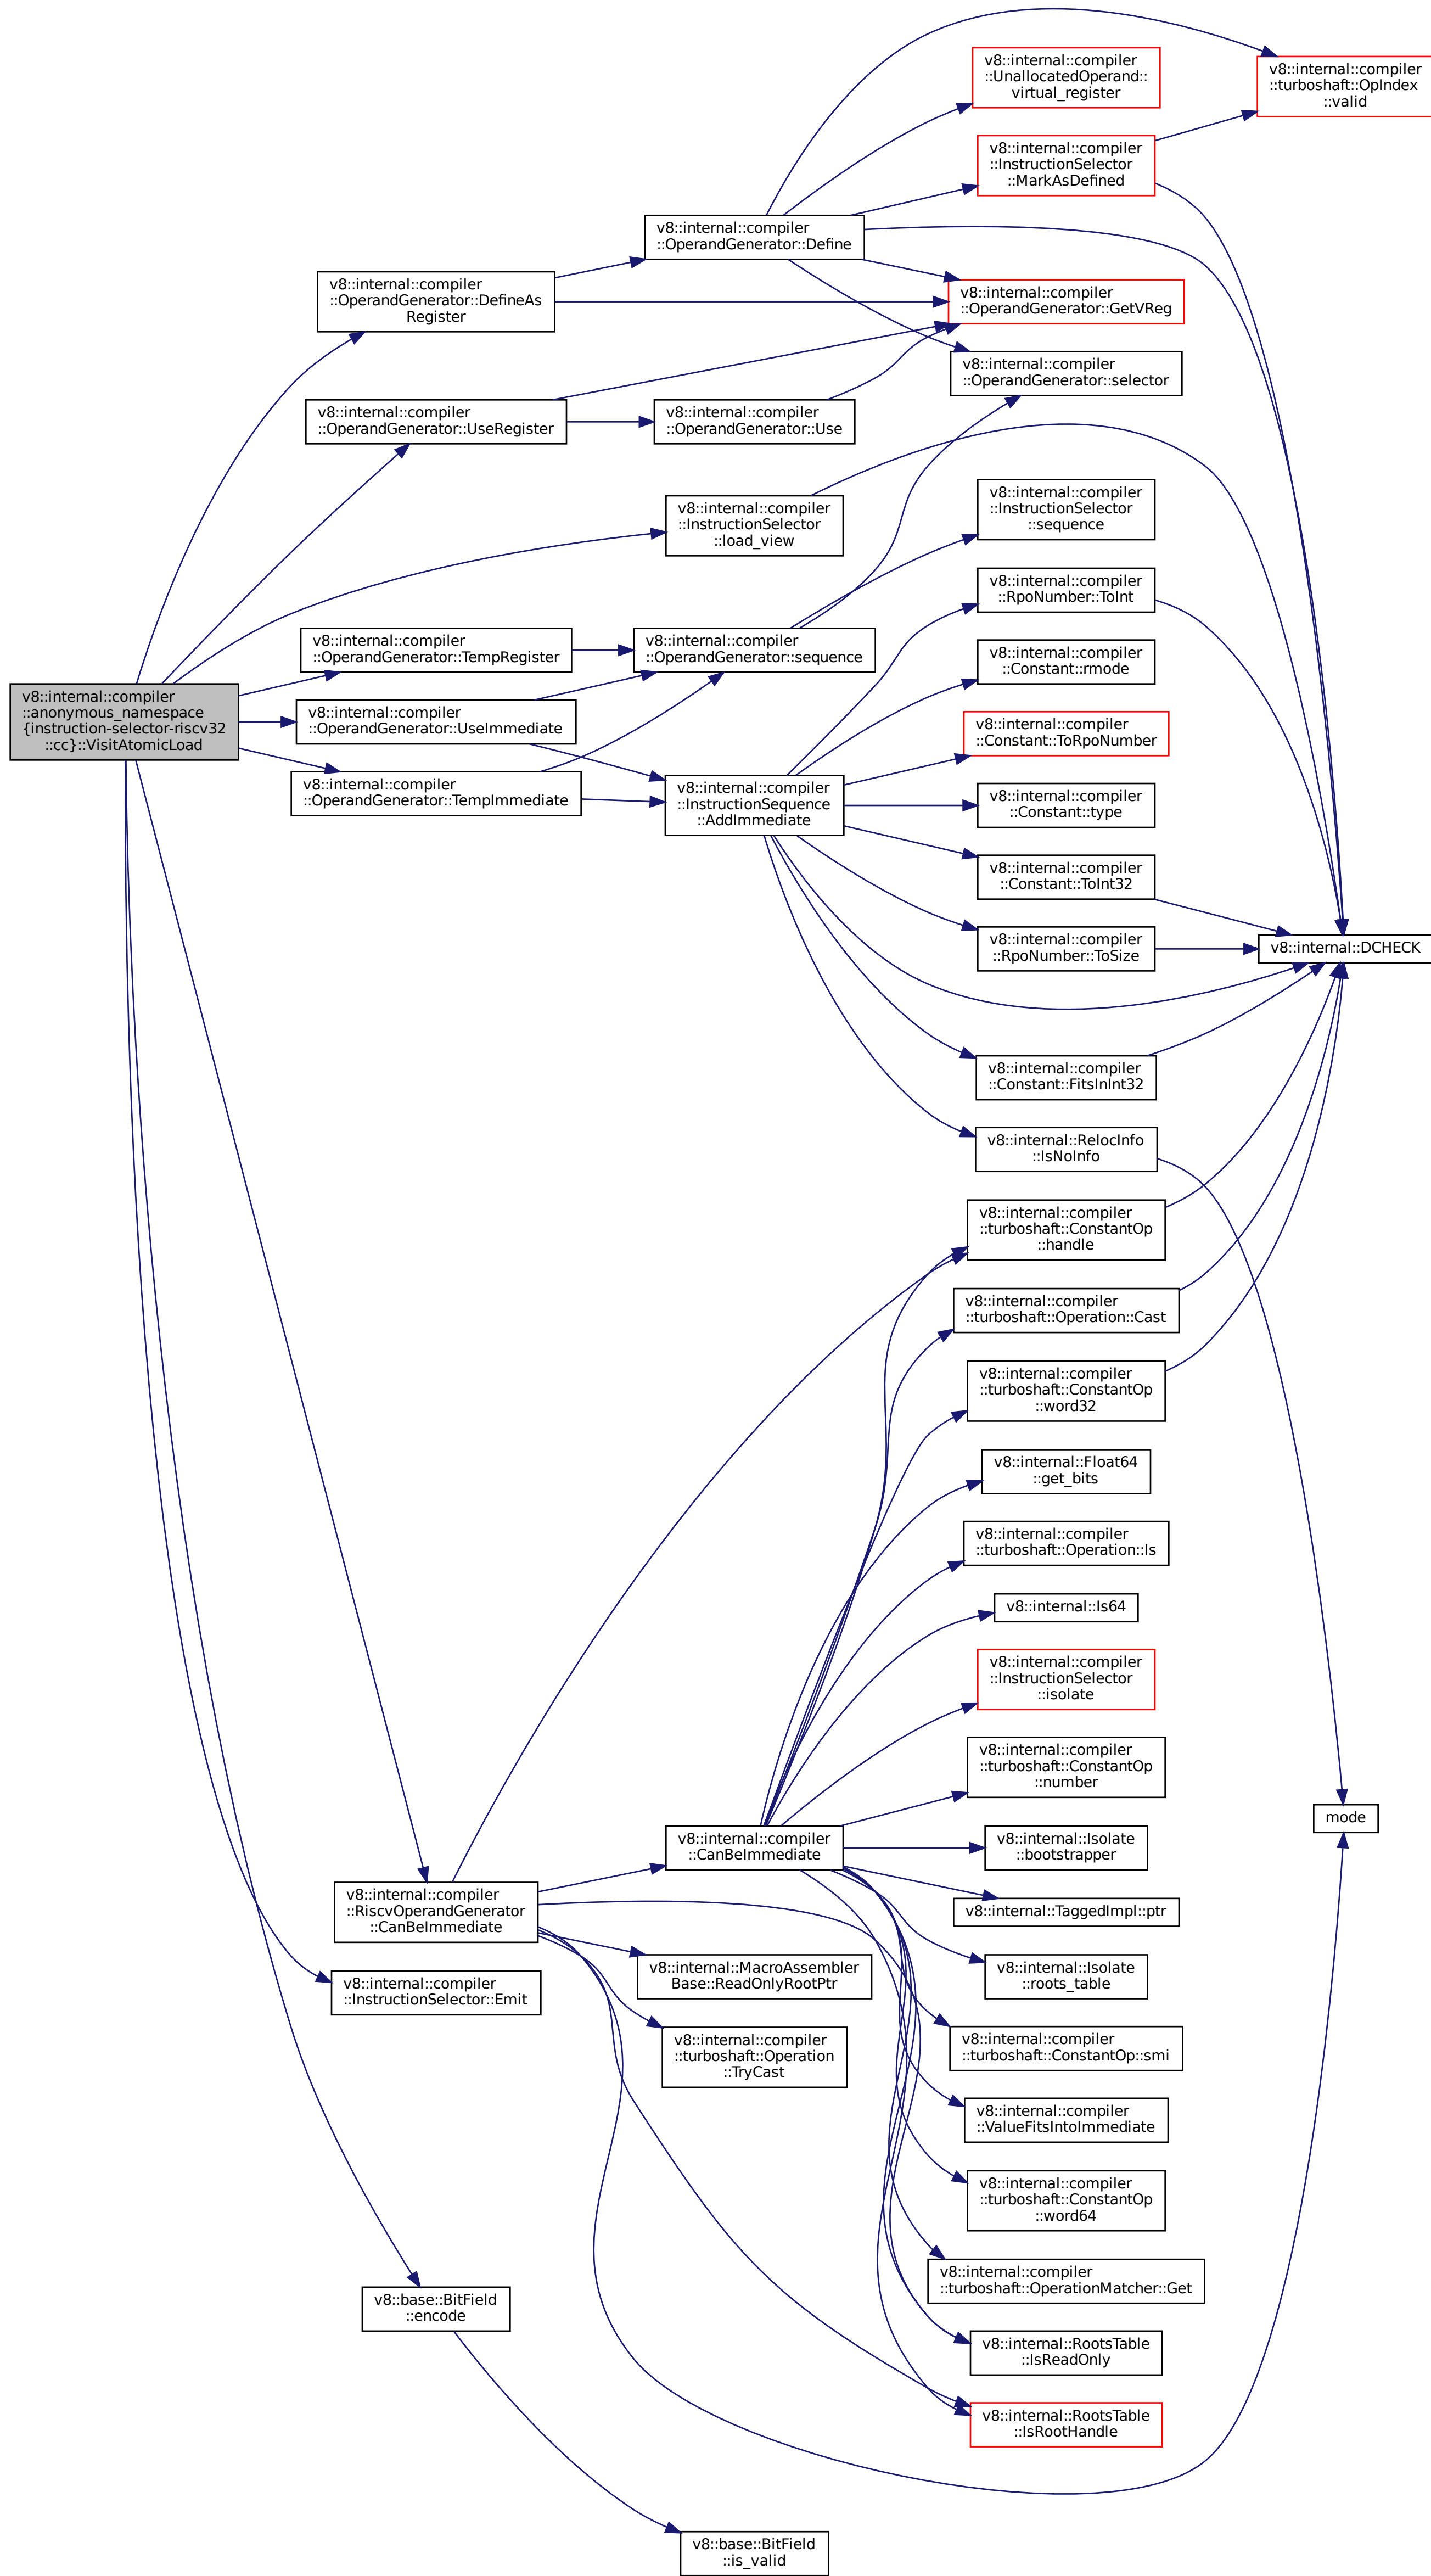 v8::internal::compiler
::UnallocatedOperand::
virtual_register
v8::internal::compiler
::turboshaft::OpIndex
::valid
v8::internal::compiler
::InstructionSelector
::MarkAsDefined
v8::internal::compiler
::OperandGenerator::Define
v8::internal::compiler
::OperandGenerator::DefineAs
Register
v8::internal::compiler
::OperandGenerator::GetVReg
v8::internal::compiler
::OperandGenerator::selector
v8::internal::compiler
::OperandGenerator::UseRegister
v8::internal::compiler
::OperandGenerator::Use
v8::internal::compiler
::InstructionSelector
::load_view
v8::internal::compiler
::InstructionSelector
::sequence
v8::internal::compiler
::RpoNumber::ToInt
v8::internal::compiler
::OperandGenerator::TempRegister
v8::internal::compiler
::OperandGenerator::sequence
v8::internal::compiler
::Constant::rmode
v8::internal::compiler
::anonymous_namespace
{instruction-selector-riscv32
::cc}::VisitAtomicLoad
v8::internal::compiler
::OperandGenerator::UseImmediate
v8::internal::compiler
::Constant::ToRpoNumber
v8::internal::compiler
::OperandGenerator::TempImmediate
v8::internal::compiler
::InstructionSequence
::AddImmediate
v8::internal::compiler
::Constant::type
v8::internal::compiler
::Constant::ToInt32
v8::internal::compiler
::RpoNumber::ToSize
v8::internal::DCHECK
v8::internal::compiler
::Constant::FitsInInt32
v8::internal::RelocInfo
::IsNoInfo
v8::internal::compiler
::turboshaft::ConstantOp
::handle
v8::internal::compiler
::turboshaft::Operation::Cast
v8::internal::compiler
::turboshaft::ConstantOp
::word32
v8::internal::Float64
::get_bits
v8::internal::compiler
::turboshaft::Operation::Is
v8::internal::Is64
v8::internal::compiler
::InstructionSelector
::isolate
v8::internal::compiler
::turboshaft::ConstantOp
::number
mode
v8::internal::compiler
::CanBeImmediate
v8::internal::Isolate
::bootstrapper
v8::internal::compiler
::RiscvOperandGenerator
::CanBeImmediate
v8::internal::TaggedImpl::ptr
v8::internal::MacroAssembler
Base::ReadOnlyRootPtr
v8::internal::Isolate
::roots_table
v8::internal::compiler
::InstructionSelector::Emit
v8::internal::compiler
::turboshaft::Operation
::TryCast
v8::internal::compiler
::turboshaft::ConstantOp::smi
v8::internal::compiler
::ValueFitsIntoImmediate
v8::internal::compiler
::turboshaft::ConstantOp
::word64
v8::internal::compiler
::turboshaft::OperationMatcher::Get
v8::base::BitField
::encode
v8::internal::RootsTable
::IsReadOnly
v8::internal::RootsTable
::IsRootHandle
v8::base::BitField
::is_valid